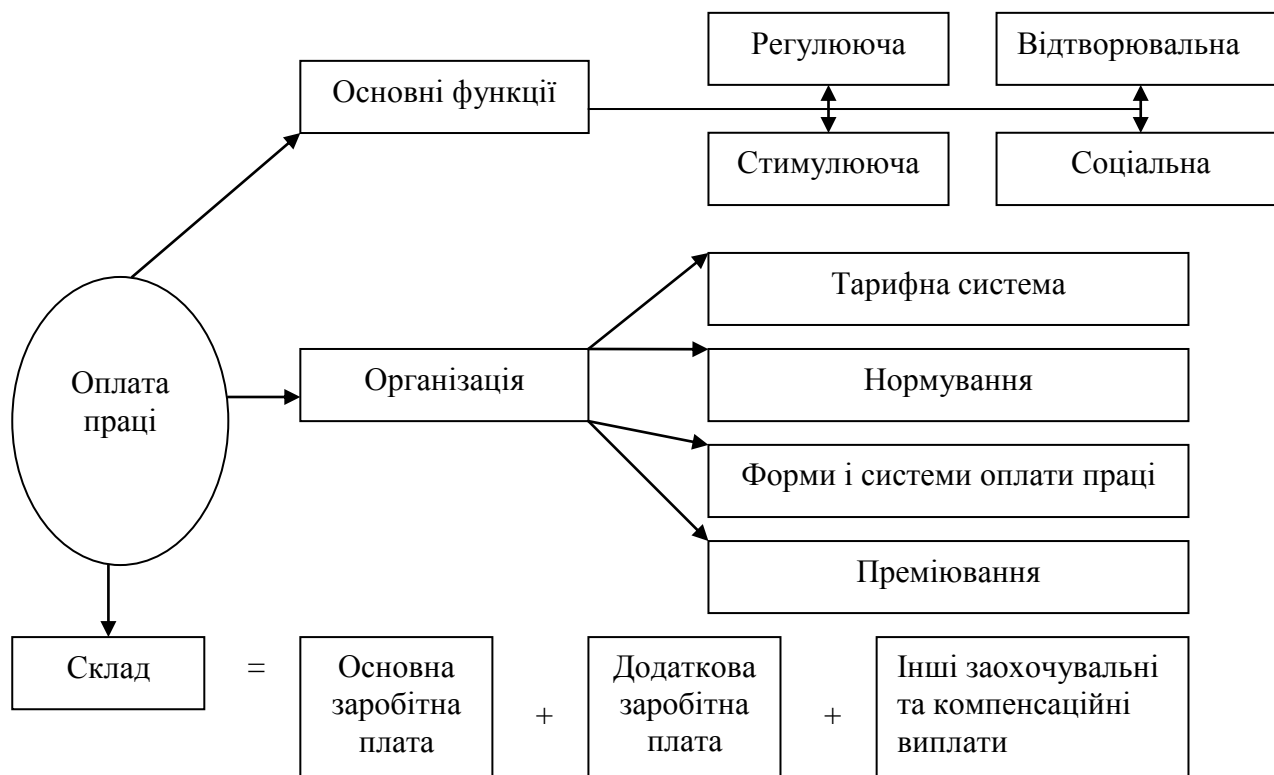 Регулююча
Відтворювальна
Основні функції
Стимулююча
Соціальна
Тарифна система
Оплата
праці
Організація
Нормування
Форми і системи оплати праці
Преміювання
Склад
=
Основна
заробітна
плата
+
Додаткова
заробітна
плата
+
Інші заохочувальні
та компенсаційні
виплати